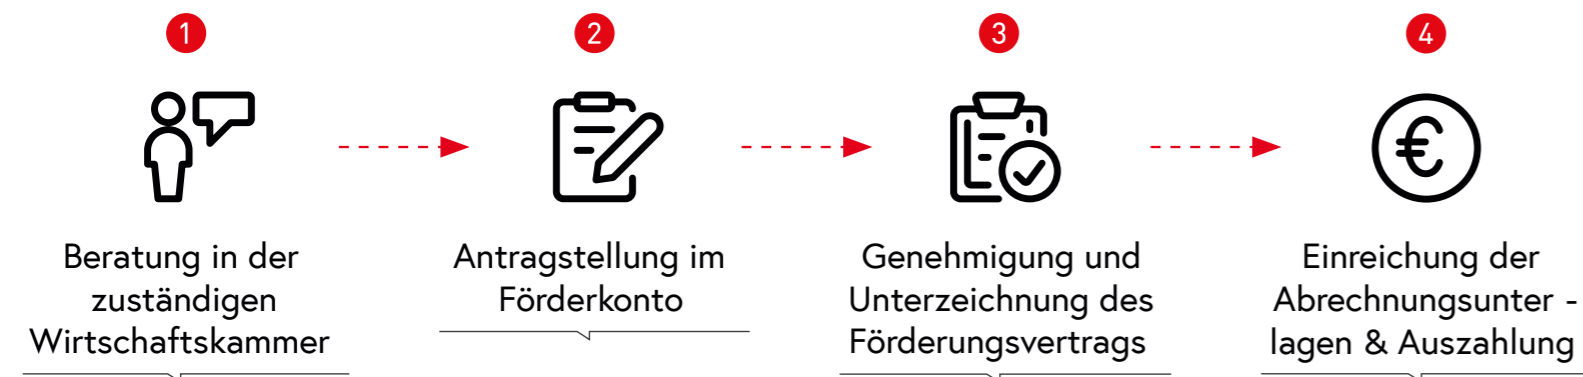 1
Beratung in der
zuständigen
Wirtschaftskammer
2
Antragstellung im
Förderkonto
3
Genehmigung und
Unterzeichnung des
Förderungsvertrags
4
€
Einreichung der
Abrechnungsunter -
lagen & Auszahlung